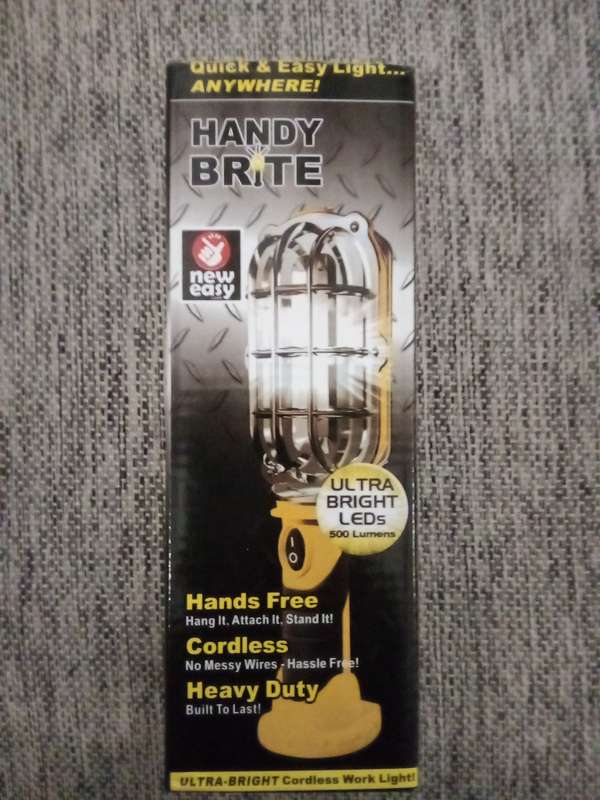 Quick & Easy Light...
ANYWHERE!
HANDY
BRITE
new
easy
ULTRA
BRIGHT
LEDs
500 Lumens
I
O
Hands Free
Hang It. Attach It. Stand It!
Cordless
No Messy Wires - Hassle Free!
Heavy Duty
Built To Last!
ULTRA-BRIGHT Cordless Work Light!